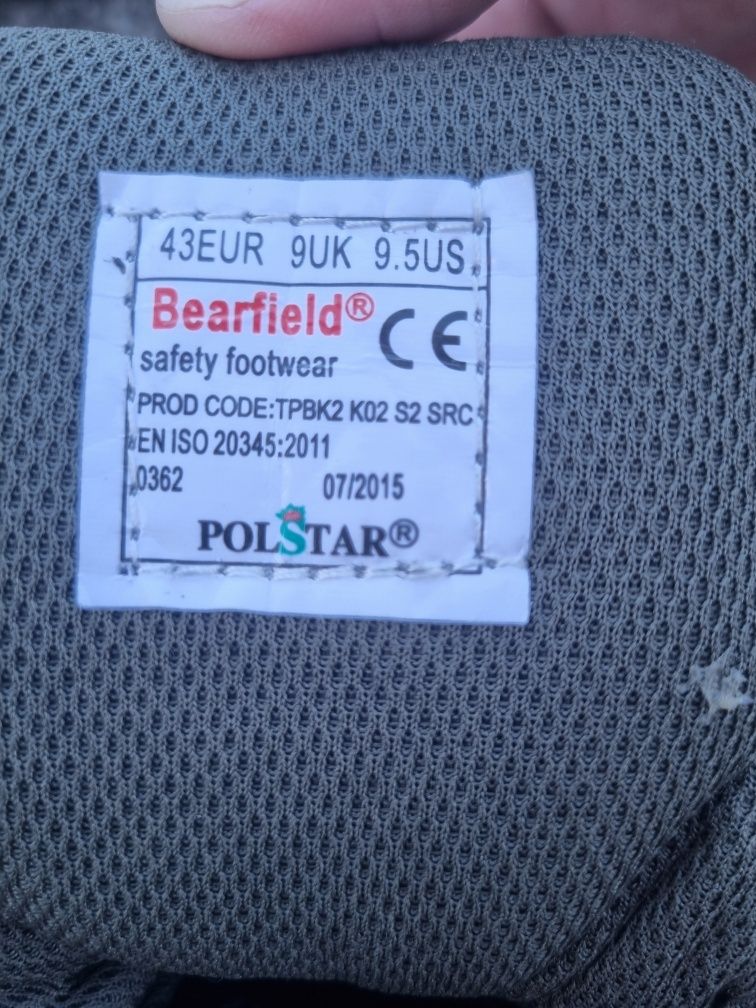 43EUR 9UK 9.5US
Bearfield® CE
safety footwear
PROD CODE:TPBK2 K02 S2 SRC
EN ISO 20345:2011
0362 07/2015
POLSTAR®